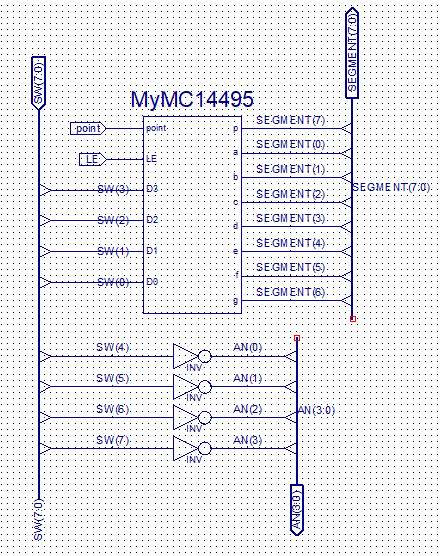 SEGMENT(7:0)
SW(7:0)
MyMC14495
point
point
p
SEGMENT(7)
LE
LE
a
SEGMENT(0)
b
SEGMENT(1)
SEGMENT(7:0)
SW(3)
D3
c
SEGMENT(2)
SW(2)
D2
d
SEGMENT(3)
SW(1)
D1
e
SEGMENT(4)
SW(0)
D0
f
SEGMENT(5)
g
SEGMENT(6)
SW(4)
INV
AN(0)
SW(5)
INV
AN(1)
SW(6)
INV
AN(2)
AN(3:0)
SW(7)
INV
AN(3)
SW(7:0)
AN(3:0)